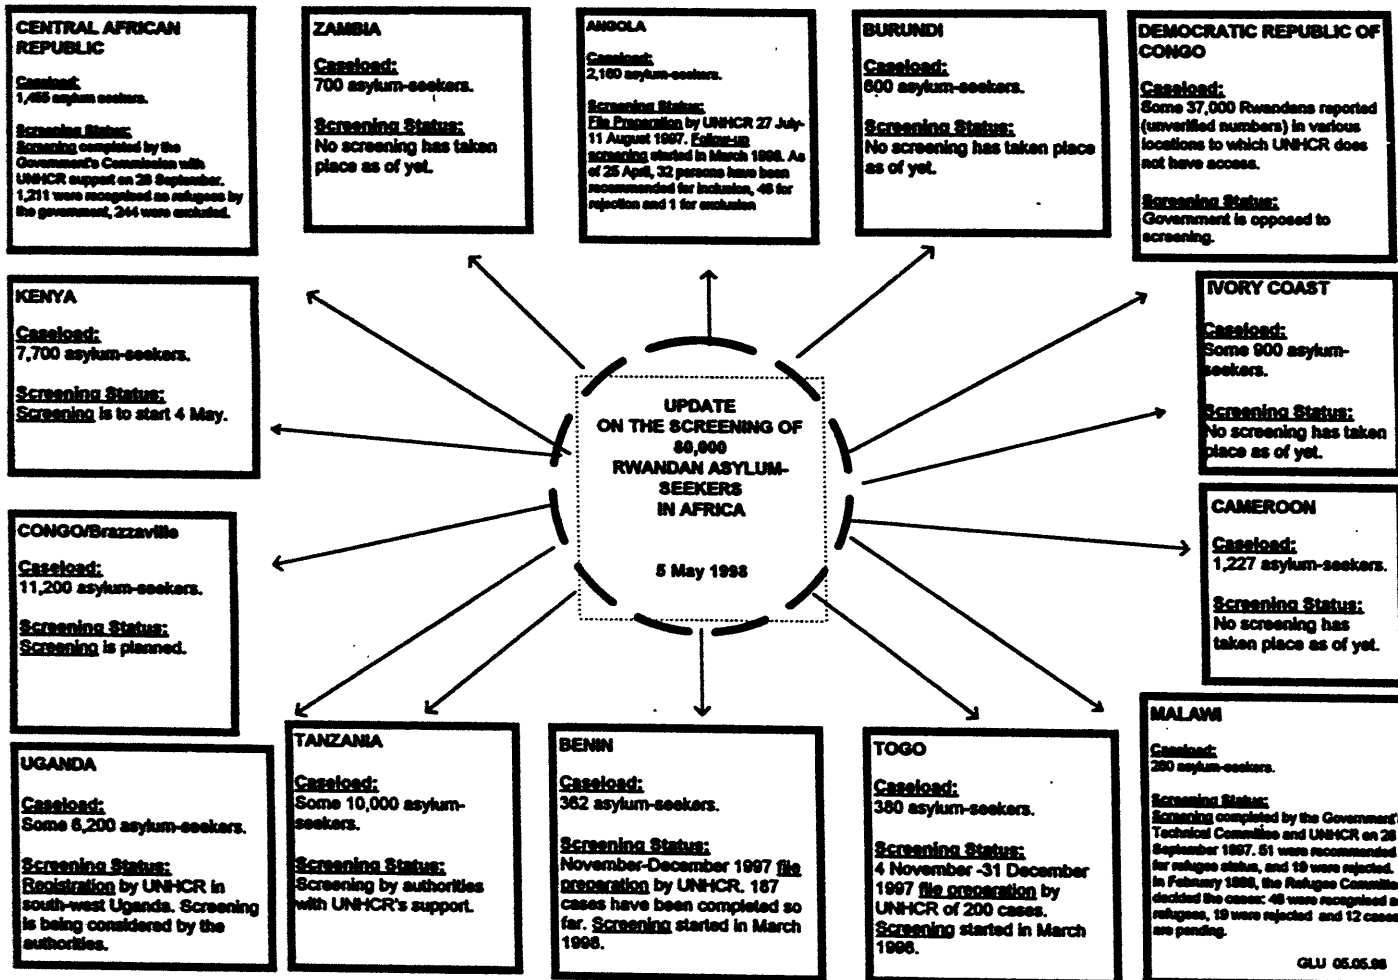 CENTRAL AFRICAN
REPUBLIC
Caseload:
1,455 asylum seekers.
Screening Status:
Screening completed by the
Government's Commission with
UNHCR support on 26 September.
1,211 were recognised as refugees by
the government, 244 were excluded.
ZAMBIA
Caseload:
700 asylum-seekers.
Screening Status:
No screening has taken
place as of yet.
ANGOLA
Caseload:
2,160 asylum-seekers.
Screening Status:
File Preparation by UNHCR 27 July-
11 August 1997. Follow-up
screening started in March 1998. As
of 25 April, 32 persons have been
recommended for inclusion, 46 for
rejection and 1 for exclusion
BURUNDI
Caseload:
600 asylum-seekers.
Screening Status:
No screening has taken place
as of yet.
DEMOCRATIC REPUBLIC OF
CONGO
Caseload:
Some 37,000 Rwandans reported
(unverified numbers) in various
locations to which UNHCR does
not have access.
Screening Status:
Government is opposed to
screening.
KENYA
Caseload:
7,700 asylum-seekers.
Screening Status:
Screening is to start 4 May.
UPDATE
ON THE SCREENING OF
80,000
RWANDAN ASYLUM-
SEEKERS
IN AFRICA
5 May 1998
IVORY COAST
Caseload:
Some 900 asylum-
seekers.
Screening Status:
No screening has taken
place as of yet.
CONGO/Brazzaville
Caseload:
11,200 asylum-seekers.
Screening Status:
Screening is planned.
CAMEROON
Caseload:
1,227 asylum-seekers.
Screening Status:
No screening has
taken place as of yet.
UGANDA
Caseload:
Some 6,200 asylum-seekers.
Screening Status:
Registration by UNHCR in
south-west Uganda. Screening
is being considered by the
authorities.
TANZANIA
Caseload:
Some 10,000 asylum-
seekers.
Screening Status:
Screening by authorities
with UNHCR's support.
BENIN
Caseload:
362 asylum-seekers.
Screening Status:
November-December 1997 file
preparation by UNHCR. 187
cases have been completed so
far. Screening started in March
1998.
TOGO
Caseload:
380 asylum-seekers.
Screening Status:
4 November -31 December
1997 file preparation by
UNHCR of 200 cases.
Screening started in March
1998.
MALAWI
Caseload:
asylum-seekers.
Screening Status:
Screening completed by the Government's
Technical Committee and UNHCR on 26
September 1997. 51 were recommended
for refugee status, and 19 were rejected.
In February 1998, the Refugee Committee
decided the cases: were recognised as
refugees, 19 were rejected and 12 cases
are pending.
GLU 05.05.98